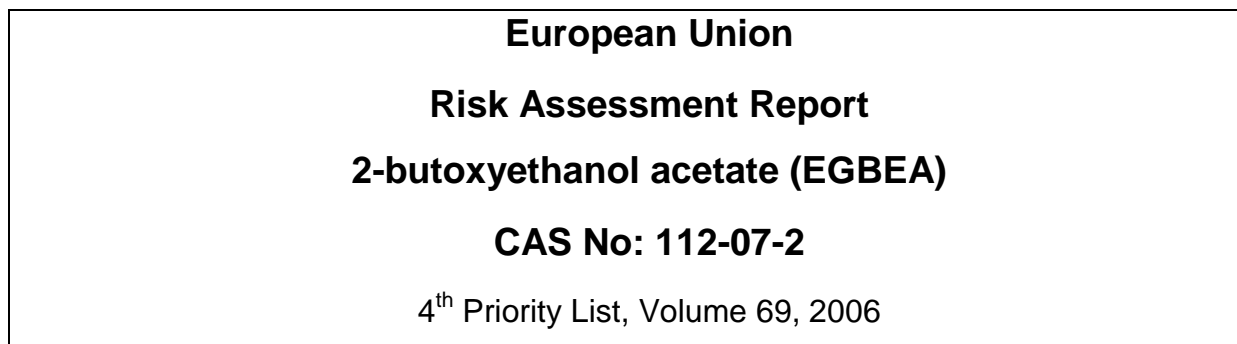 European Union
Risk Assessment Report
2-butoxyethanol acetate (EGBEA)
CAS No: 112-07-2
4th Priority List, Volume 69, 2006